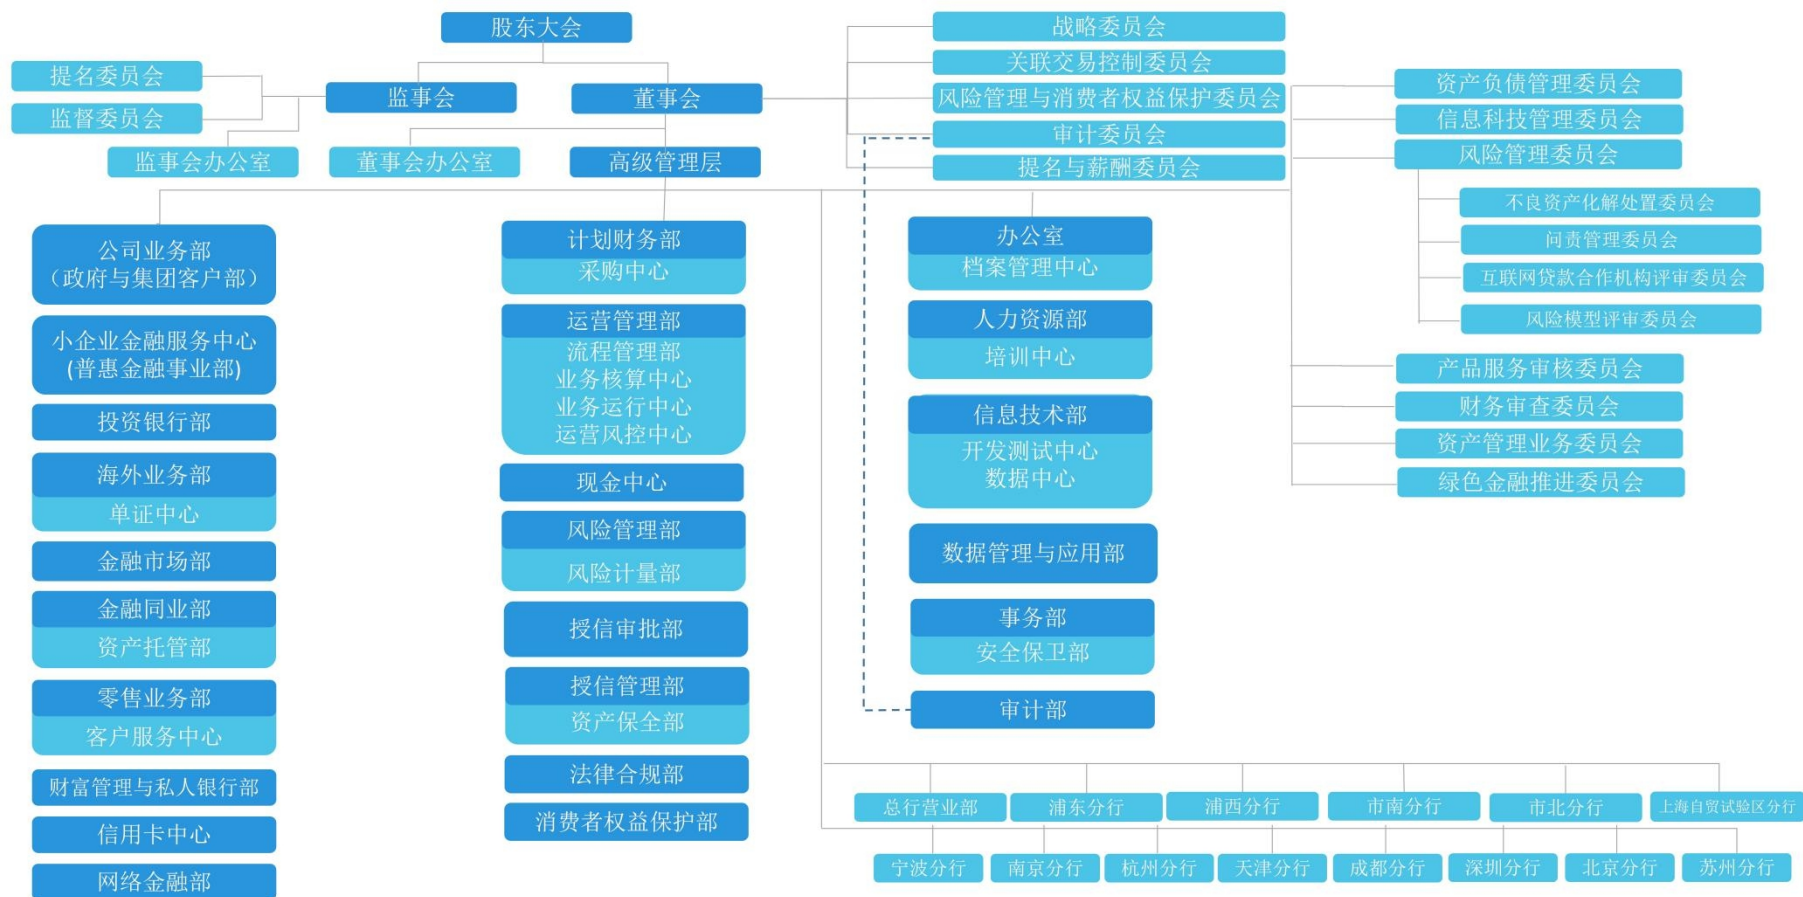 股东大会
监事会
董事会
提名委员会
监督委员会
监事会办公室
董事会办公室
高级管理层
战略委员会
关联交易控制委员会
风险管理与消费者权益保护委员会
审计委员会
提名与薪酬委员会
资产负债管理委员会
信息科技管理委员会
风险管理委员会
不良资产化解处置委员会
问责管理委员会
互联网贷款合作机构评审委员会
风险模型评审委员会
产品服务审核委员会
财务审查委员会
资产管理业务委员会
绿色金融推进委员会
公司业务部
（政府与集团客户部）
小企业金融服务中心
(普惠金融事业部)
投资银行部
海外业务部
单证中心
金融市场部
金融同业部
资产托管部
零售业务部
客户服务中心
财富管理与私人银行部
信用卡中心
网络金融部
计划财务部
采购中心
运营管理部
流程管理部
业务核算中心
业务运行中心
运营风控中心
现金中心
风险管理部
风险计量部
授信审批部
授信管理部
资产保全部
法律合规部
消费者权益保护部
办公室
档案管理中心
人力资源部
培训中心
信息技术部
开发测试中心
数据中心
数据管理与应用部
事务部
安全保卫部
审计部
总行营业部
浦东分行
浦西分行
市南分行
市北分行
上海自贸试验区分行
宁波分行
南京分行
杭州分行
天津分行
成都分行
深圳分行
北京分行
苏州分行